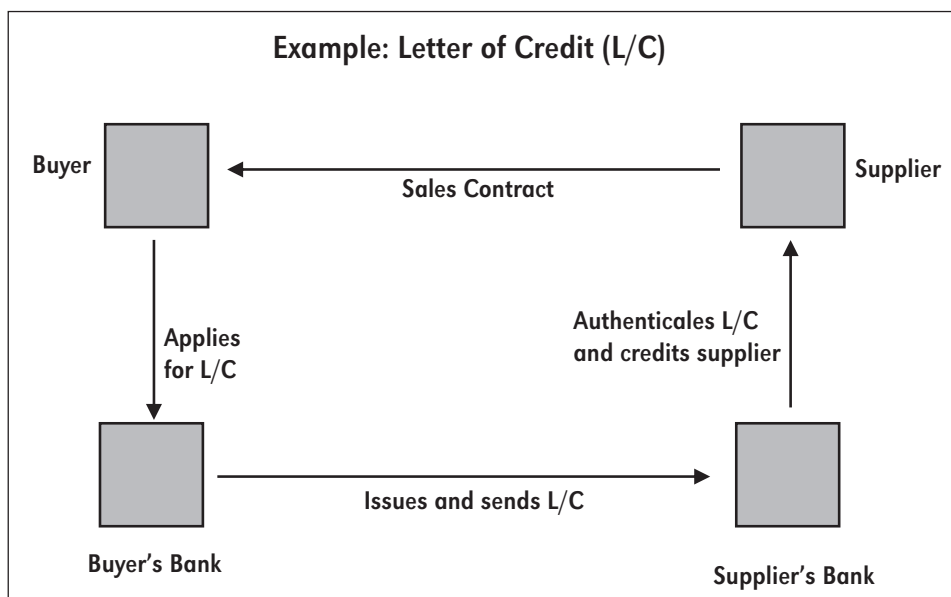 Example: Letter of Credit (L/C)
Buyer
Supplier
Sales Contract
Applies
for L/C
Authenticales L/C
and credits supplier
Issues and sends L/C
Buyer's Bank
Supplier's Bank